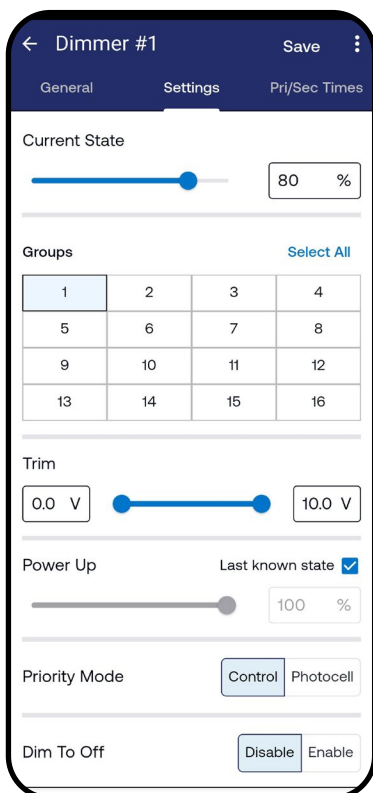 Dimmer #1 Save
General Settings Pri/Sec Times
Current State
80 %
Groups Select All
1 2 3 4
5 6 7 8
9 10 11 12
13 14 15 16
Trim
0.0 V 10.0 V
Power Up Last known state
100 %
Priority Mode Control Photocell
Dim To Off Disable Enable